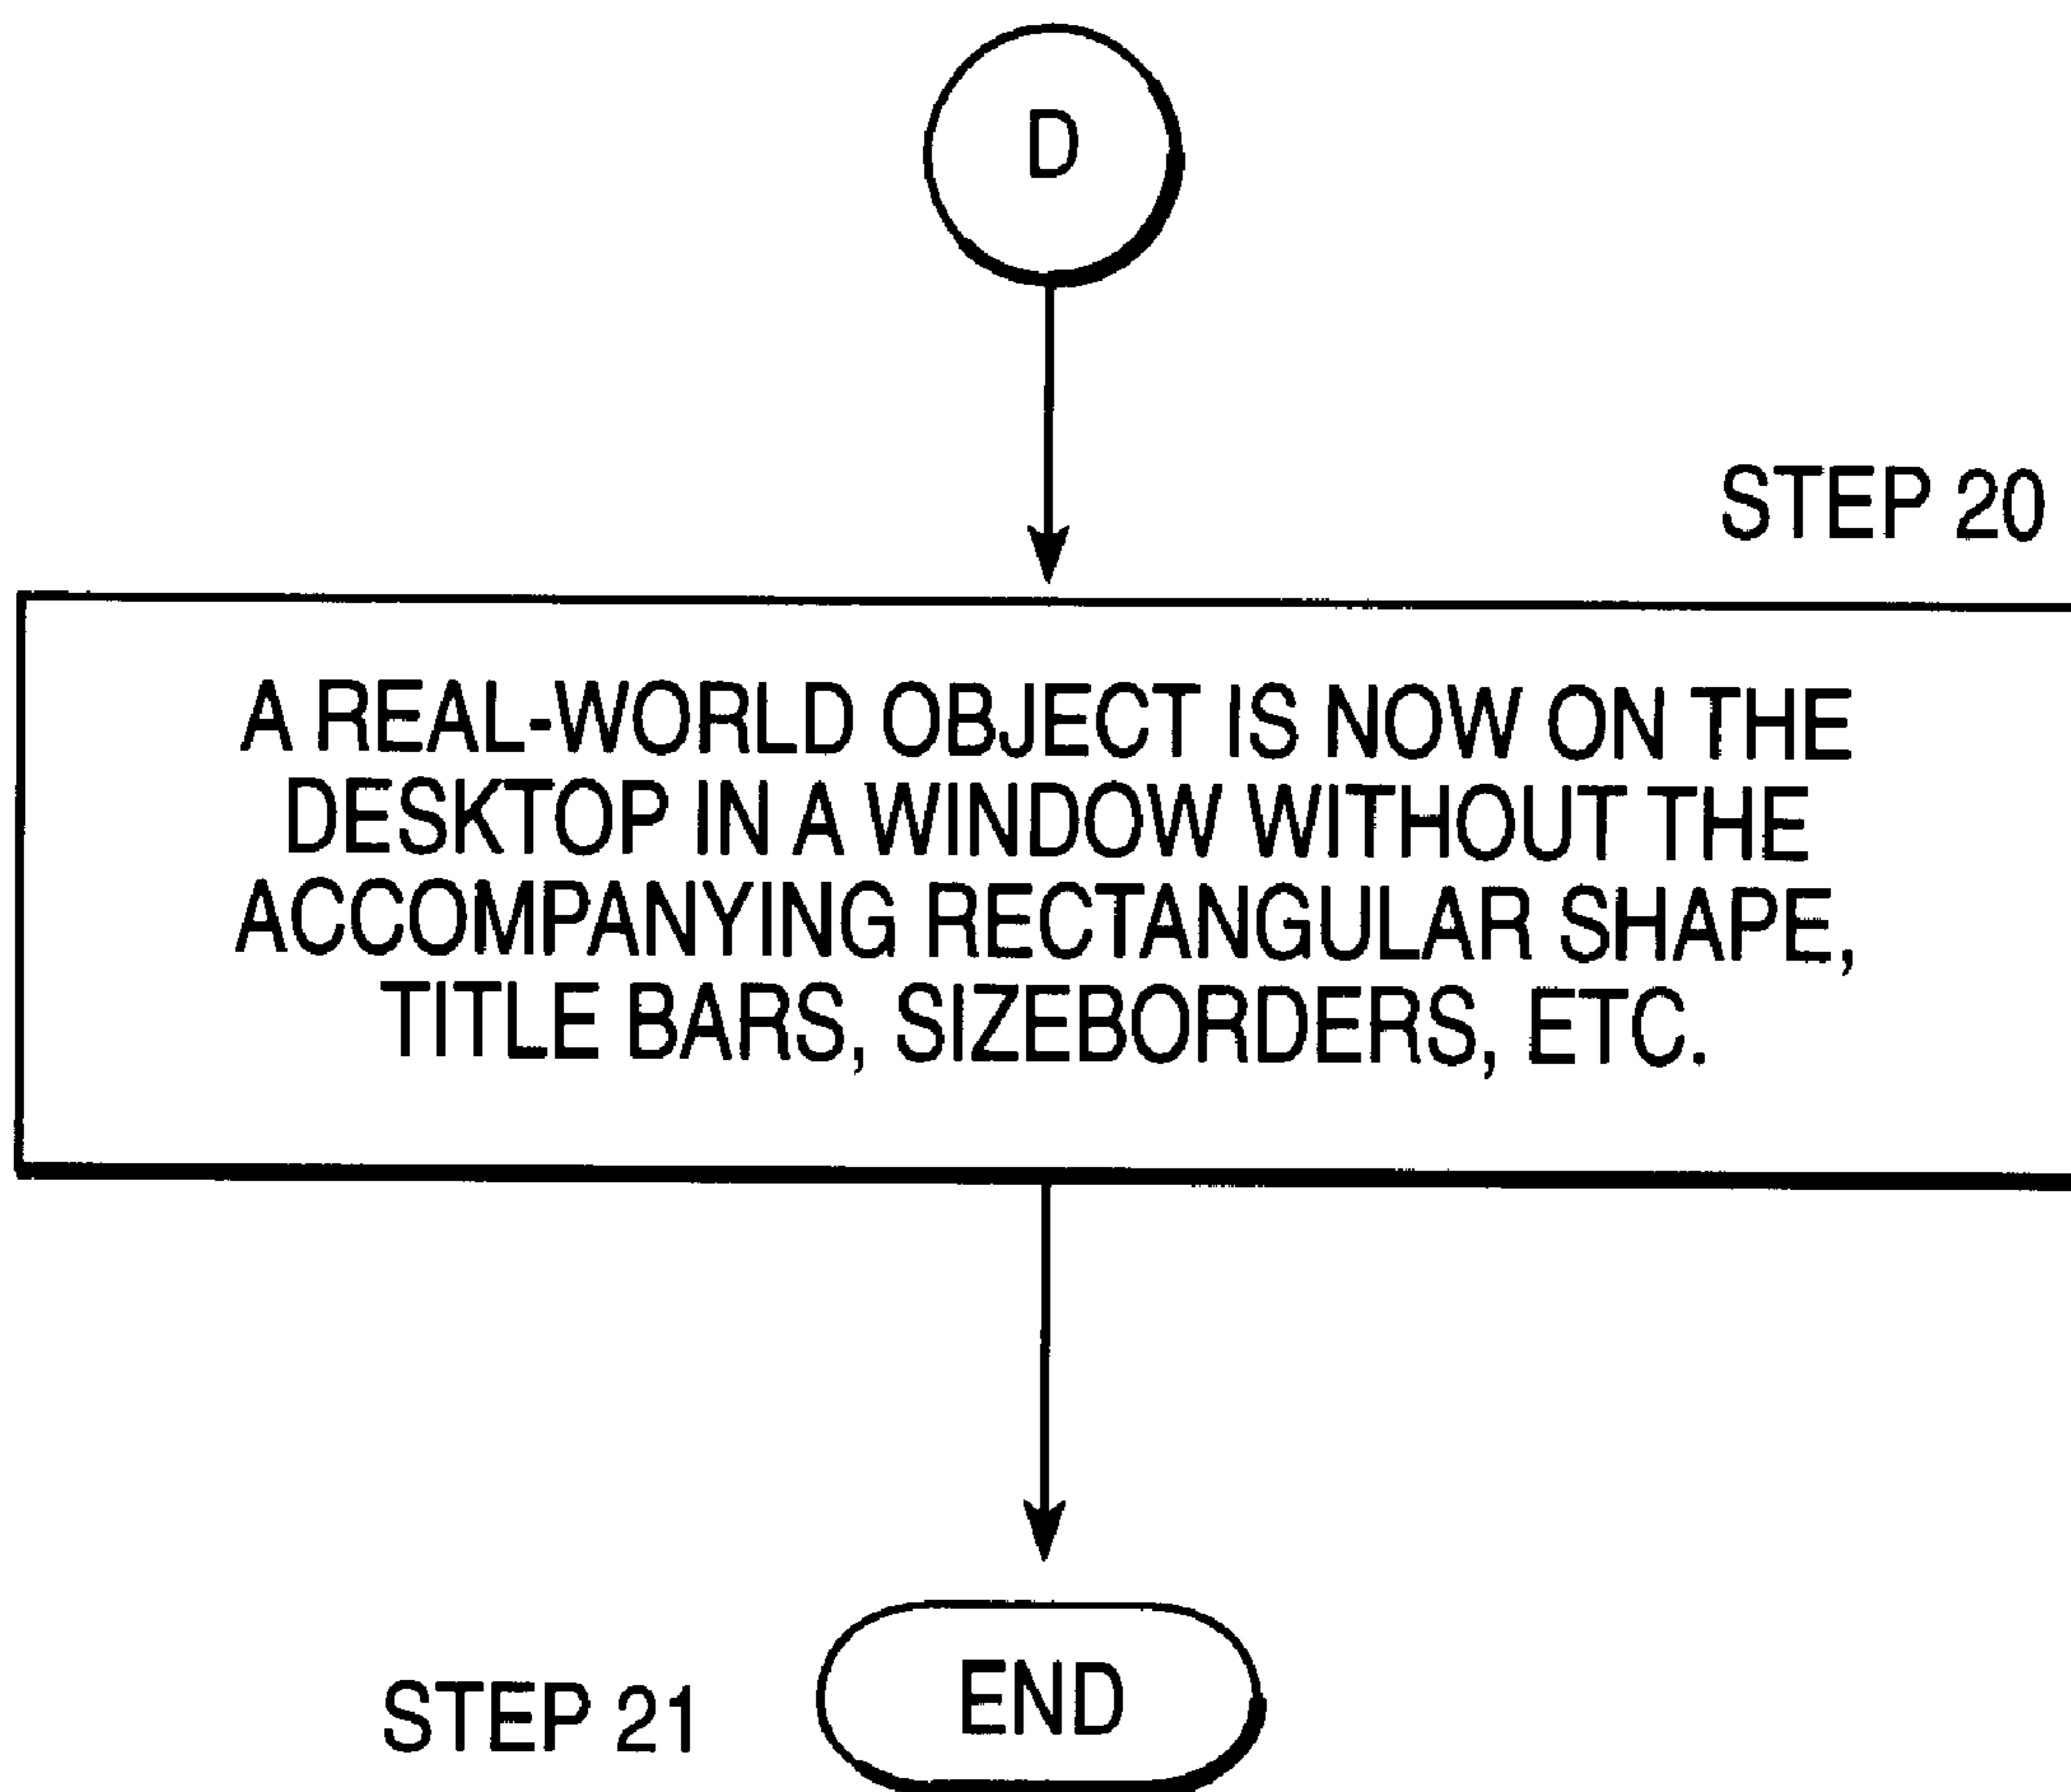 D
STEP 20
A REAL-WORLD OBJECT IS NOW ON THE
DESKTOP IN A WINDOW WITHOUT THE
ACCOMPANYING RECTANGULAR SHAPE,
TITLE BARS, SIZEBORDERS, ETC.
STEP 21
END